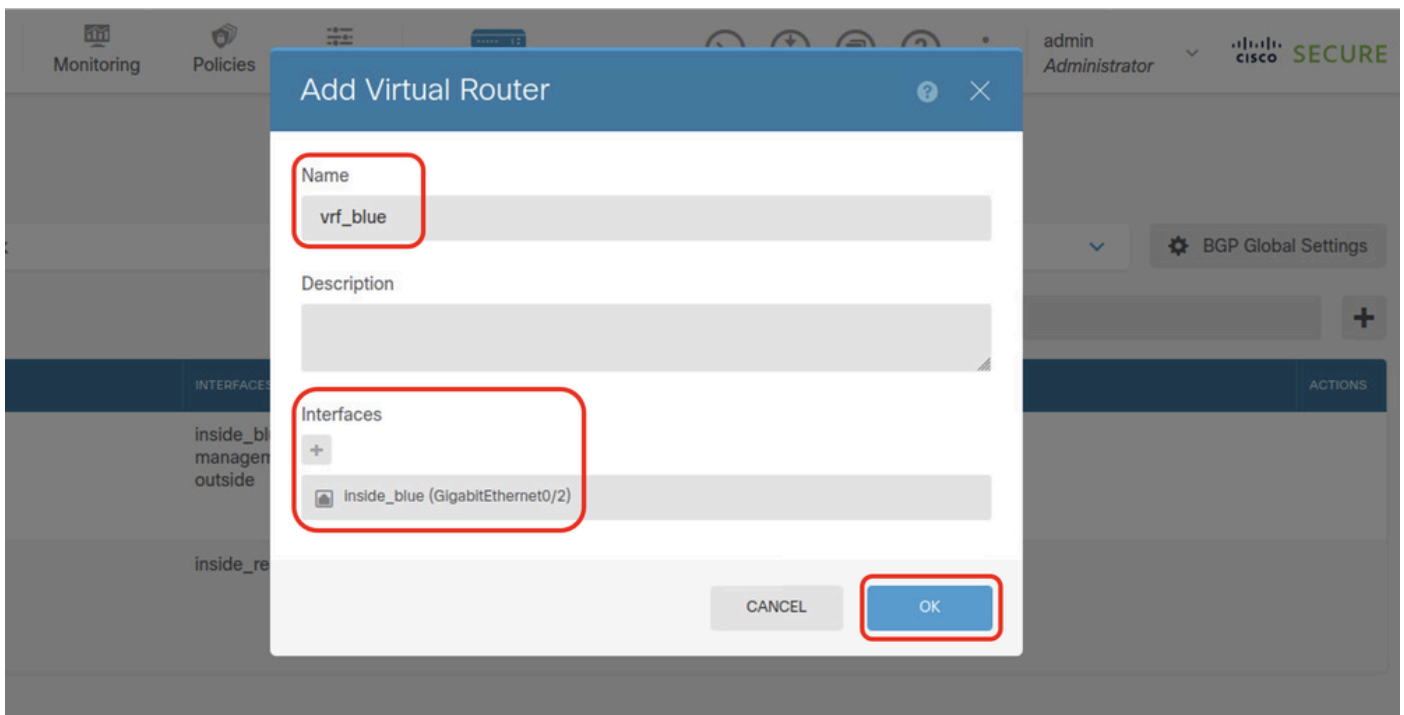 Monitoring
Policies
admin
Administrator
cisco SECURE
Add Virtual Router
Name
vrf_blue
BGP Global Settings
Description
INTERFACES
ACTIONS
Interfaces
inside_bl
managem
outside
inside_blue (GigabitEthernet0/2)
inside_re
CANCEL
OK